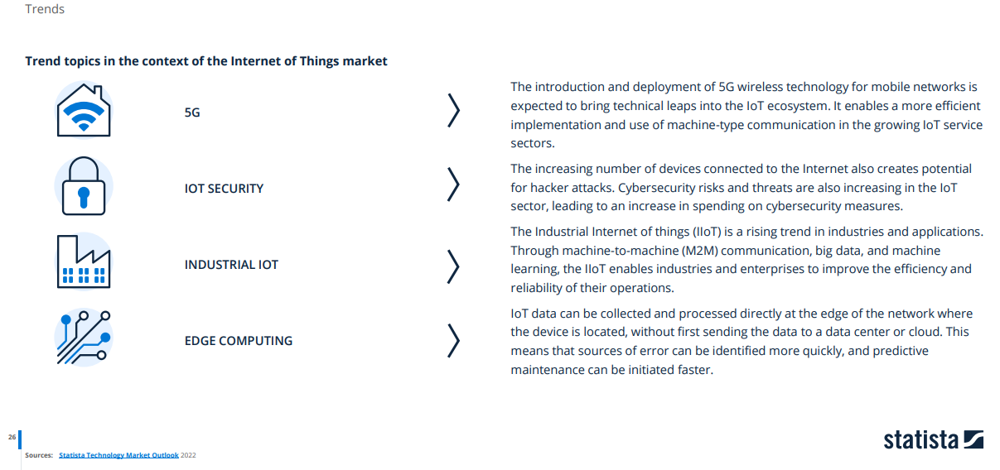 Trends
Trend topics in the context of the Internet of Things market
5G
The introduction and deployment of 5G wireless technology for mobile networks is
expected to bring technical leaps into the IoT ecosystem. It enables a more efficient
implementation and use of machine-type communication in the growing IoT service
sectors.
IOT SECURITY
The increasing number of devices connected to the Internet also creates potential
for hacker attacks. Cybersecurity risks and threats are also increasing in the IoT
sector, leading to an increase in spending on cybersecurity measures.
INDUSTRIAL IOT
The Industrial Internet of things (IIoT) is a rising trend in industries and applications.
Through machine-to-machine (M2M) communication, big data, and machine
learning, the IIoT enables industries and enterprises to improve the efficiency and
reliability of their operations.
EDGE COMPUTING
IoT data can be collected and processed directly at the edge of the network where
the device is located, without first sending the data to a data center or cloud. This
means that sources of error can be identified more quickly, and predictive
maintenance can be initiated faster.
26
Sources: Statista Technology Market Outlook 2022
statista